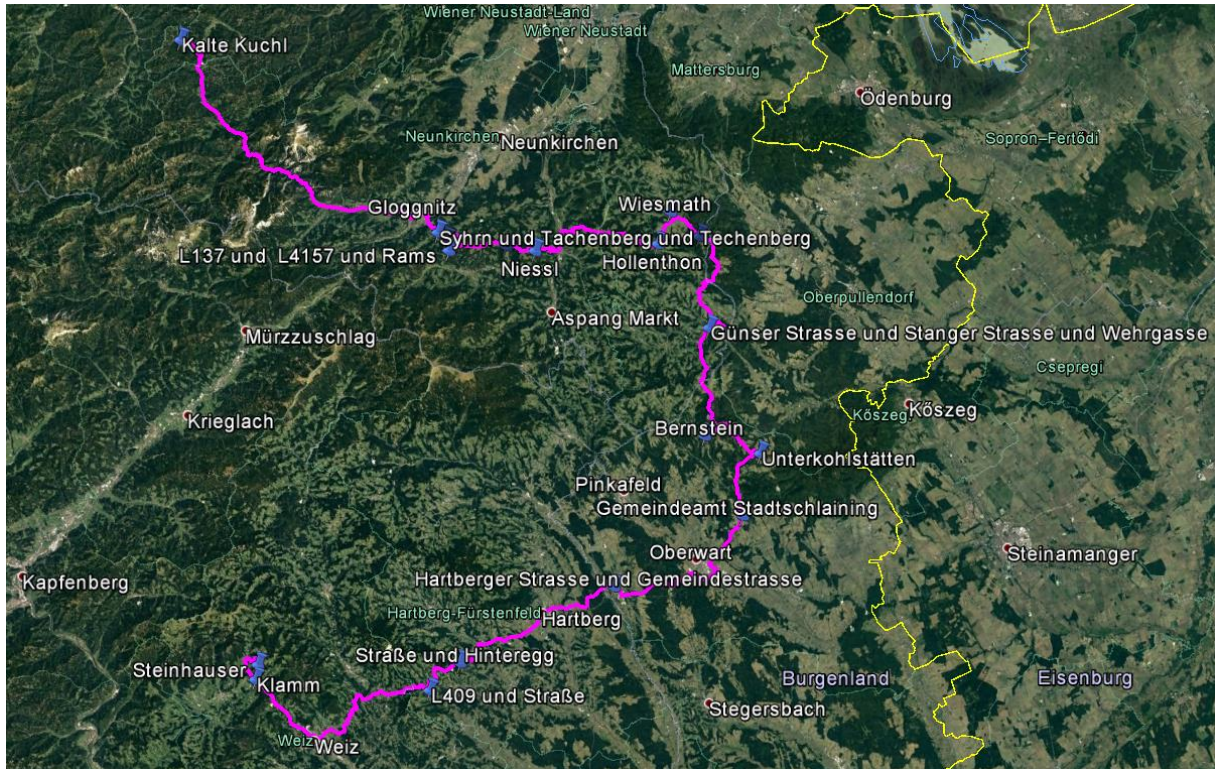 Wiener Neustadt-Land
Wiener Neustadt
Kalte Kuchl
Mattersburg
Ödenburg
Neunkirchen
Neunkirchen
Sopron–Fertődi
Gloggnitz
Wiesmath
Syhrn und Tachenberg und Techenberg
L137 und L4157 und Rams
Hollenthon
Niessl
Oberpullendorf
Aspang Markt
Günser Strasse und Stanger Strasse und Wehrgasse
Mürzzuschlag
Csepregi
Krieglach
Kőszeg
Kőszeg
Bernstein
Unterkohlstätten
Pinkafeld
Gemeindeamt Stadtschlaining
Oberwart
Steinamanger
Kapfenberg
Hartberger Strasse und Gemeindestrasse
Hartberg-Fürstenfeld
Hartberg
Straße und Hinteregg
Steinhauser
Klamm
L409 und Straße
Burgenland
Eisenburg
Stegersbach
Weiz
Weiz